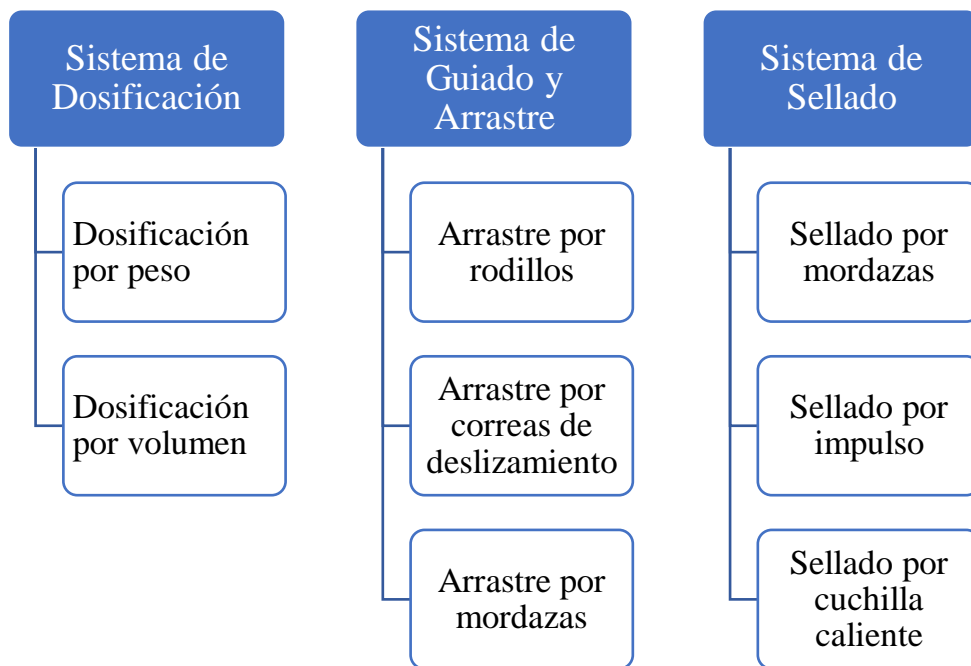 Sistema de
Dosificación
Dosificación
por peso
Dosificación
por volumen
Sistema de
Guiado y
Arrastre
Arrastre por
rodillos
Arrastre por
correas de
deslizamiento
Arrastre por
mordazas
Sistema de
Sellado
Sellado por
mordazas
Sellado por
impulso
Sellado por
cuchilla
caliente